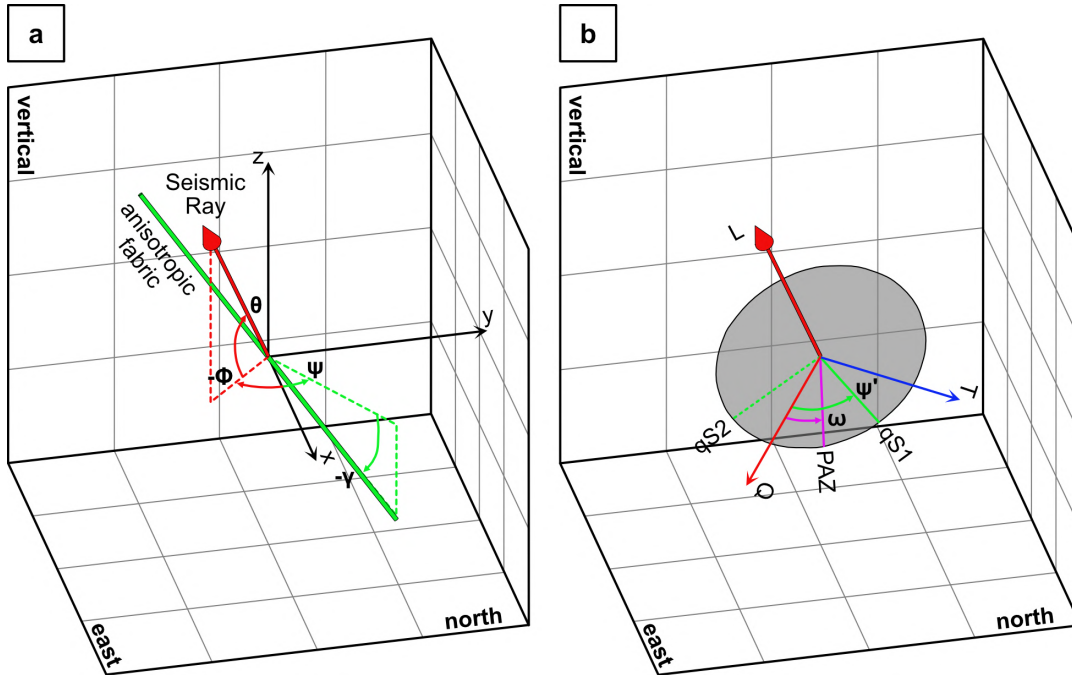 a
vertical
z
Seismic
Ray
anisotropic
fabric
θ
y
-Φ
ψ
x
-γ
east
north
b
vertical
L
ψ'
T
ω
qS2
qS1
PAZ
Q
east
north